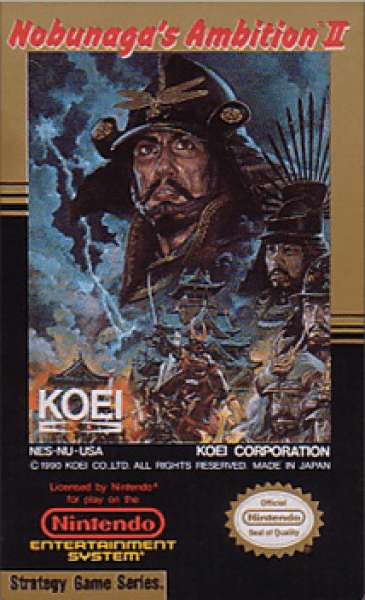 Nobunaga's Ambition II
KOEI
NES-NU-USA KOEI CORPORATION
© 1990 KOEI CO.,LTD. ALL RIGHTS RESERVED. MADE IN JAPAN
Licensed by Nintendo®
for play on the
Nintendo
ENTERTAINMENT
SYSTEM®
Official
Nintendo
Seal of Quality
Strategy Game Series.